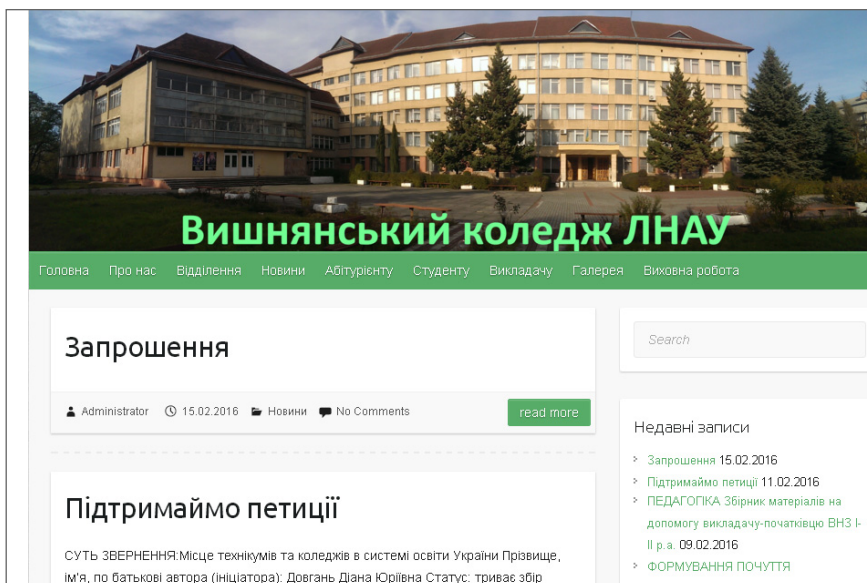 Вишнянський коледж ЛНАУ
Головна Про нас Відділення Новини Абітурієнту Студенту Викладачу Галерея Виховна робота
Запрошення
Administrator 15.02.2016 Новини No Comments read more
Підтримаймо петиції
СУТЬ ЗВЕРНЕННЯ:Місце технікумів та коледжів в системі освіти України Прізвище,
ім'я, по батькові автора (ініціатора): Довгань Діана Юріївна Статус: триває збір
Search
Недавні записи
Запрошення 15.02.2016
Підтримаймо петиції 11.02.2016
ПЕДАГОГІКА Збірник матеріалів на
допомогу викладачу-початківцю ВНЗ І-
ІІ р.а. 09.02.2016
ФОРМУВАННЯ ПОЧУТТЯ